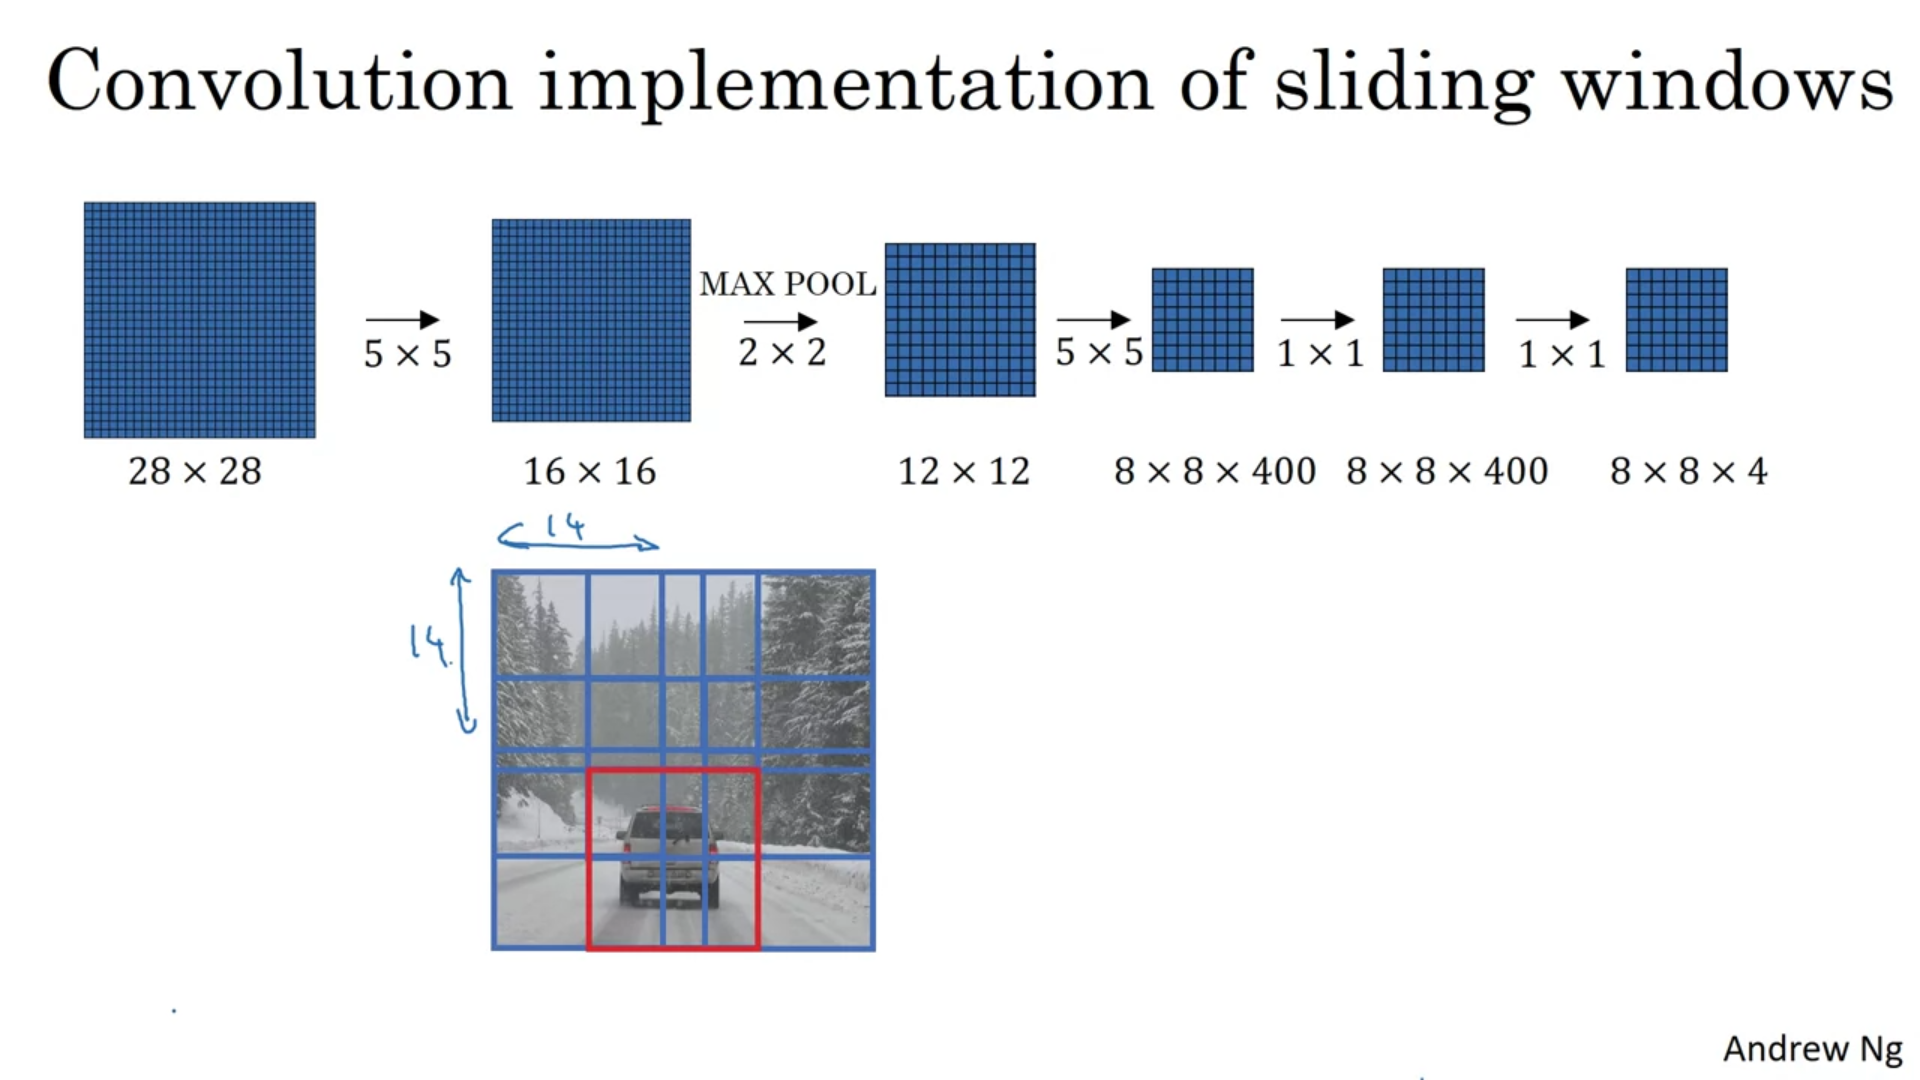 Convolution implementation of sliding windows
MAX POOL
5 × 5
2 × 2
5 × 5
1 × 1
1 × 1
28 × 28
16 × 16
12 × 12
8 × 8 × 400
8 × 8 × 400
8 × 8 × 4
14
14
Andrew Ng